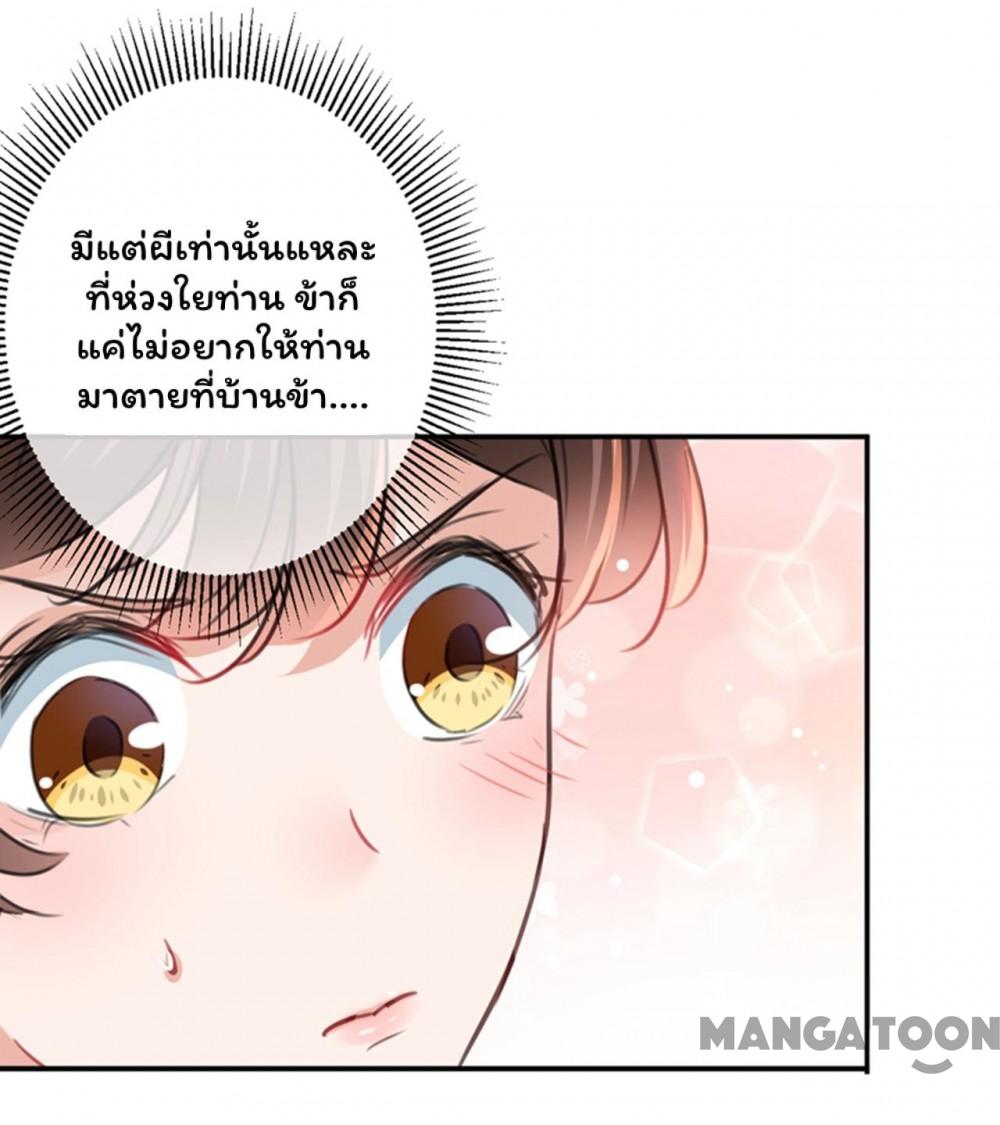 มีแต่ผีเท่านั้นแหละ
ที่ห่วงใยท่าน ข้าก็
แค่ไม่อยากให้ท่าน
มาตายที่บ้านข้า....
MANGATOON